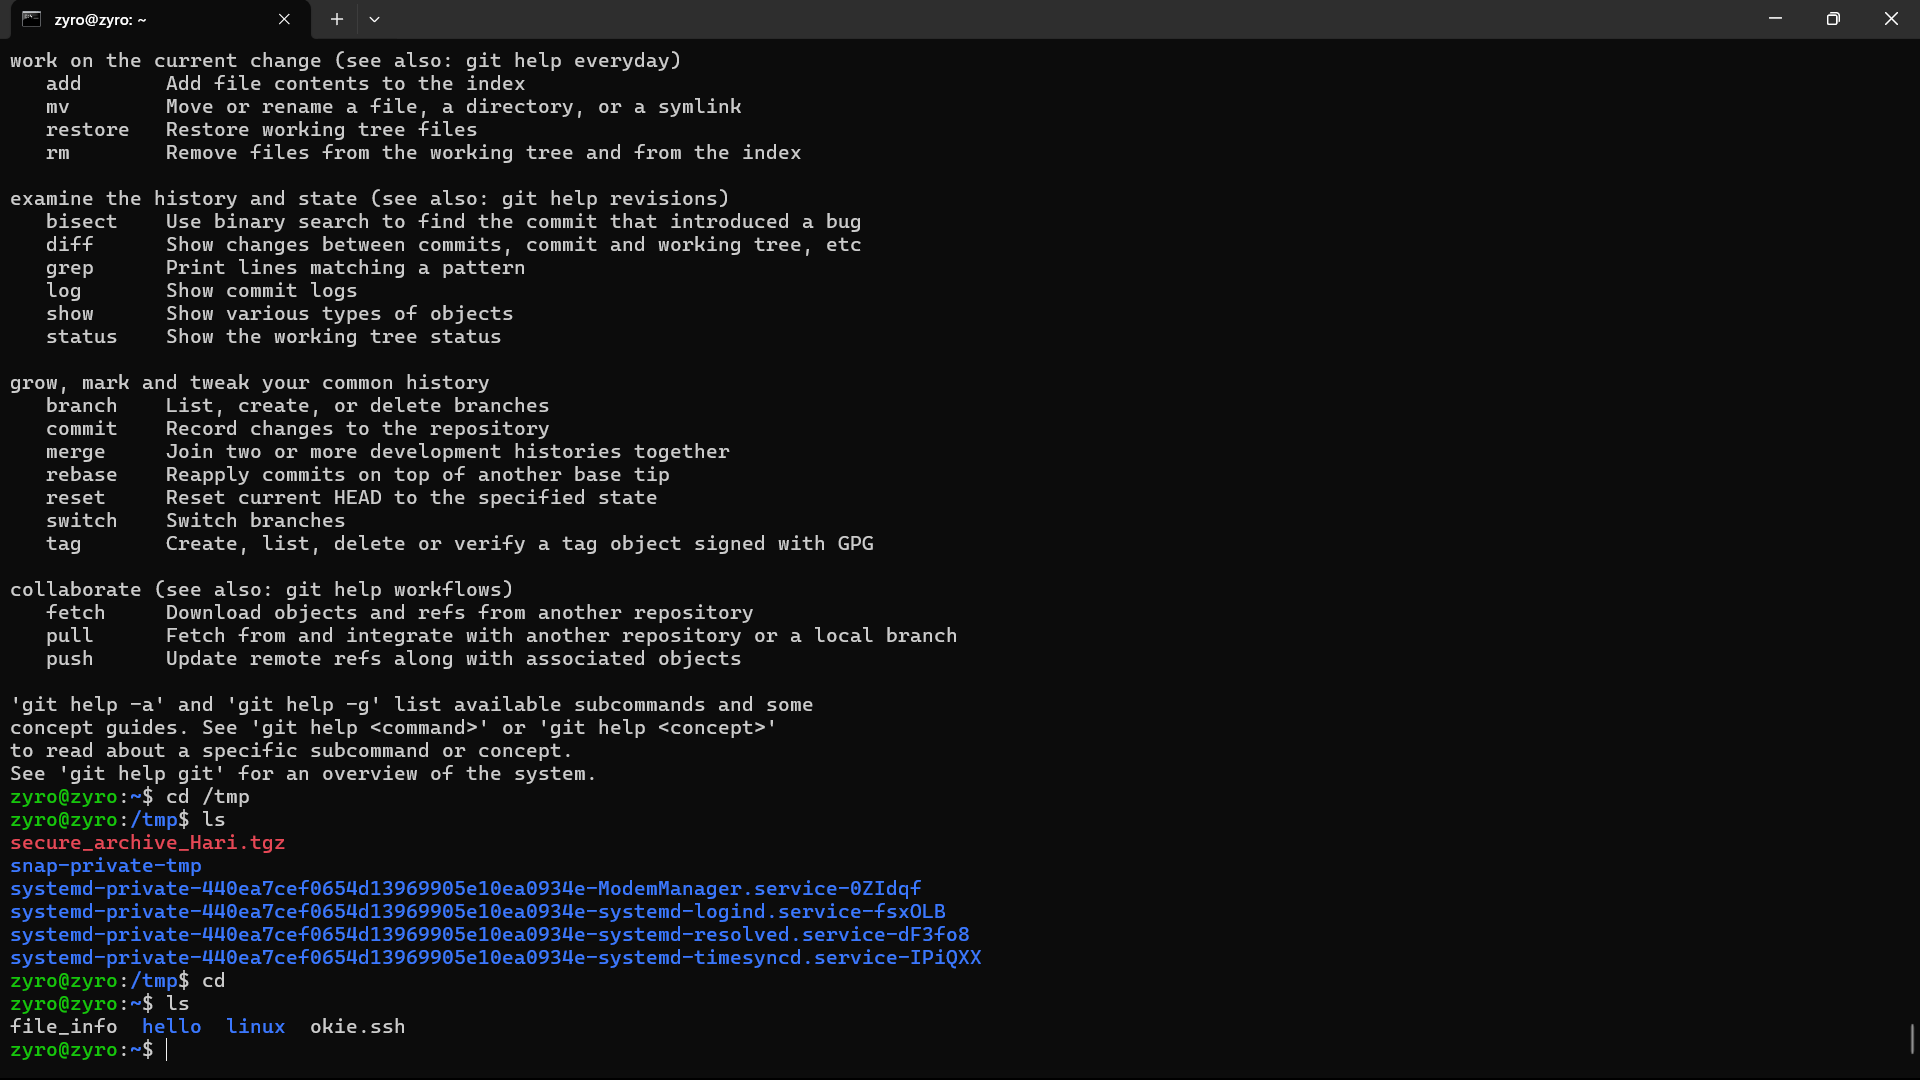 zyro@zyro: ~
work on the current change (see also: git help everyday)
   add       Add file contents to the index
   mv        Move or rename a file, a directory, or a symlink
   restore   Restore working tree files
   rm        Remove files from the working tree and from the index

examine the history and state (see also: git help revisions)
   bisect    Use binary search to find the commit that introduced a bug
   diff      Show changes between commits, commit and working tree, etc
   grep      Print lines matching a pattern
   log       Show commit logs
   show      Show various types of objects
   status    Show the working tree status

grow, mark and tweak your common history
   branch    List, create, or delete branches
   commit    Record changes to the repository
   merge     Join two or more development histories together
   rebase    Reapply commits on top of another base tip
   reset     Reset current HEAD to the specified state
   switch    Switch branches
   tag       Create, list, delete or verify a tag object signed with GPG

collaborate (see also: git help workflows)
   fetch     Download objects and refs from another repository
   pull      Fetch from and integrate with another repository or a local branch
   push      Update remote refs along with associated objects

'git help -a' and 'git help -g' list available subcommands and some
concept guides. See 'git help <command>' or 'git help <concept>'
to read about a specific subcommand or concept.
See 'git help git' for an overview of the system.
zyro@zyro:~$ cd /tmp
zyro@zyro:/tmp$ ls
secure_archive_Hari.tgz
snap-private-tmp
systemd-private-440ea7cef0654d13969905e10ea0934e-ModemManager.service-0ZIdqf
systemd-private-440ea7cef0654d13969905e10ea0934e-systemd-logind.service-fsxOLB
systemd-private-440ea7cef0654d13969905e10ea0934e-systemd-resolved.service-dF3fo8
systemd-private-440ea7cef0654d13969905e10ea0934e-systemd-timesyncd.service-IPiQXX
zyro@zyro:/tmp$ cd
zyro@zyro:~$ ls
file_info  hello  linux  okie.ssh
zyro@zyro:~$